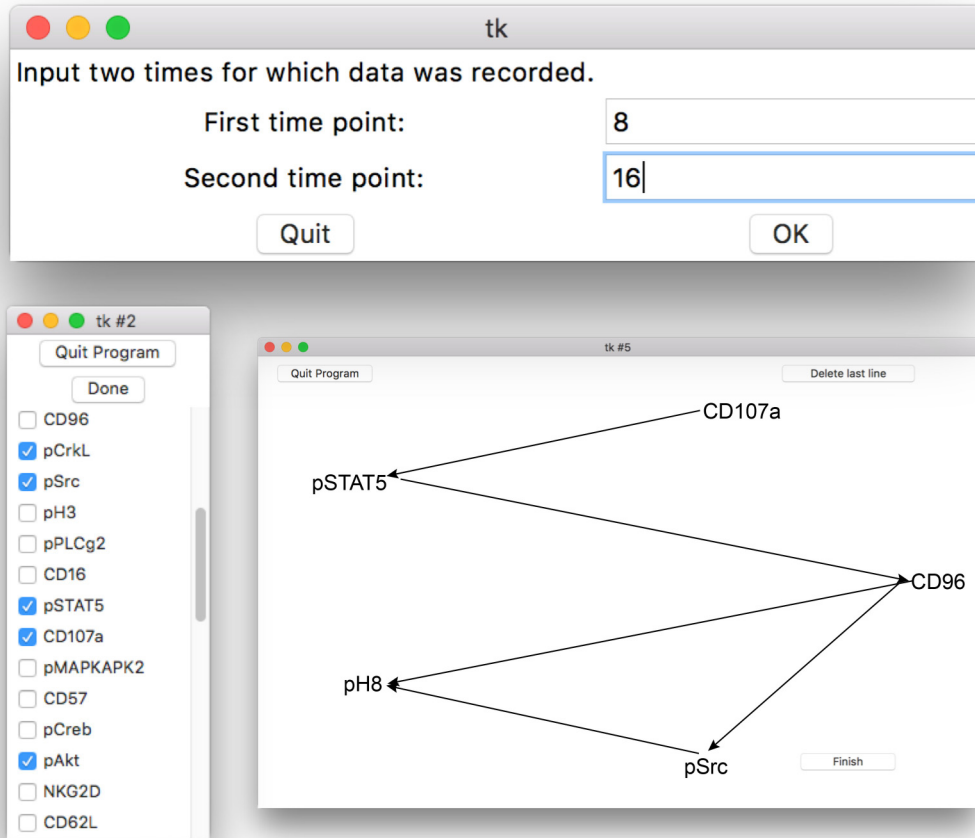 tk
Input two times for which data was recorded.
First time point: 8
Second time point: 16
Quit OK
tk #2
Quit Program
Done
CD96
pCrkL
pSrc
pH3
pPLCg2
CD16
pSTAT5
CD107a
pMAPKAPK2
CD57
pCreb
pAkt
NKG2D
CD62L
tk #5
Quit Program Delete last line
CD107a
pSTAT5
CD96
pH8
pSrc
Finish